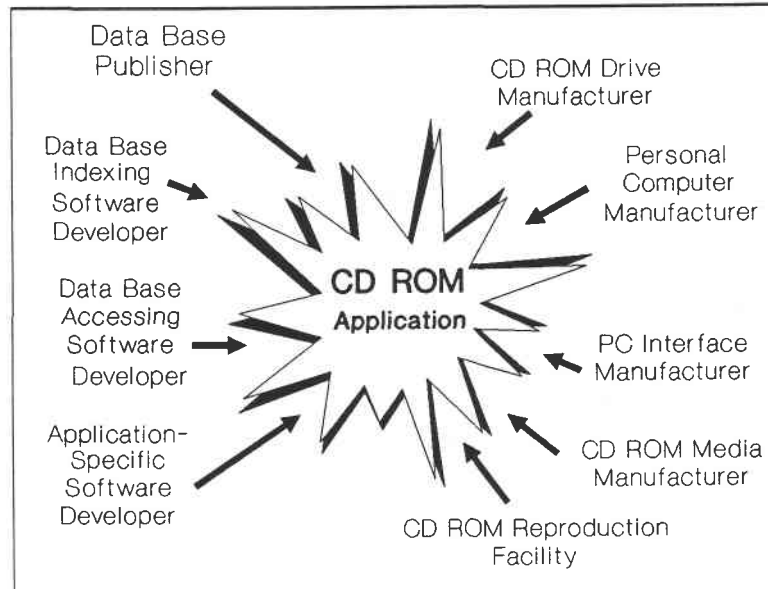 Data Base
Publisher
CD ROM Drive
Manufacturer
Data Base
Indexing
Software
Developer
Personal
Computer
Manufacturer
CD ROM
Application
Data Base
Accessing
Software
Developer
PC Interface
Manufacturer
Application-
Specific
Software
Developer
CD ROM Media
Manufacturer
CD ROM Reproduction
Facility